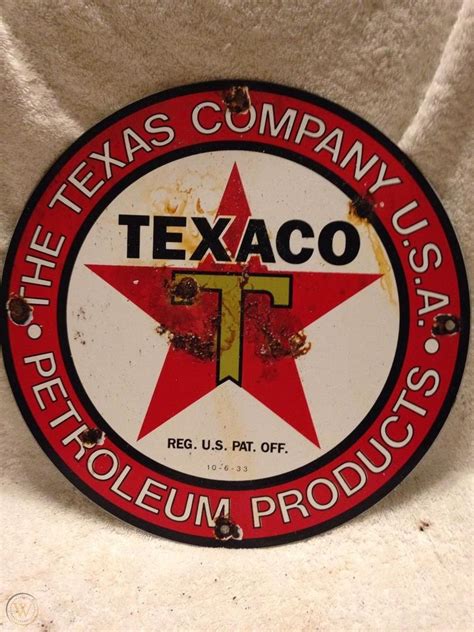 THE TEXAS COMPANY U.S.A.
TEXACO
T
REG. U.S. PAT. OFF.
10-6-33
• PETROLEUM PRODUCTS •
W